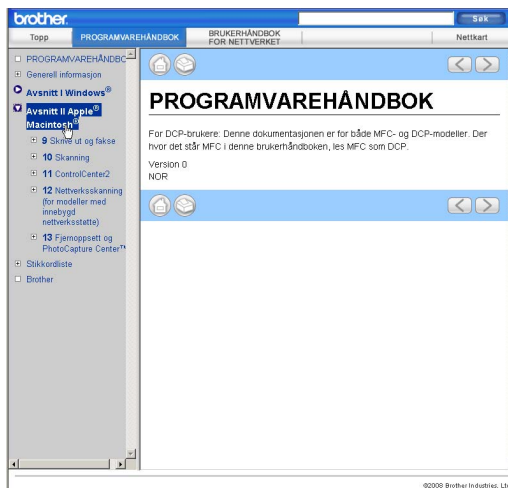 brother.
Søk
Topp
PROGRAMVAREHÅNDBOK
BRUKERHÅNDBOK
FOR NETTVERKET
Nettkart
PROGRAMVAREHÅNDBC
Generell informasjon
Avsnitt I Windows®
Avsnitt II Apple®
Macintosh®
9 Skrive ut og fakse
10 Skanning
11 ControlCenter2
12 Nettverksskanning
(for modeller med
innebygd
nettverksstøtte)
13 Fjernoppsett og
PhotoCapture Center™
Stikkordliste
Brother
PROGRAMVAREHÅNDBOK
For DCP-brukere: Denne dokumentasjonen er for både MFC- og DCP-modeller. Der
hvor det står MFC i denne brukerhåndboken, les MFC som DCP.
Version 0
NOR
©2008 Brother Industries, Ltd